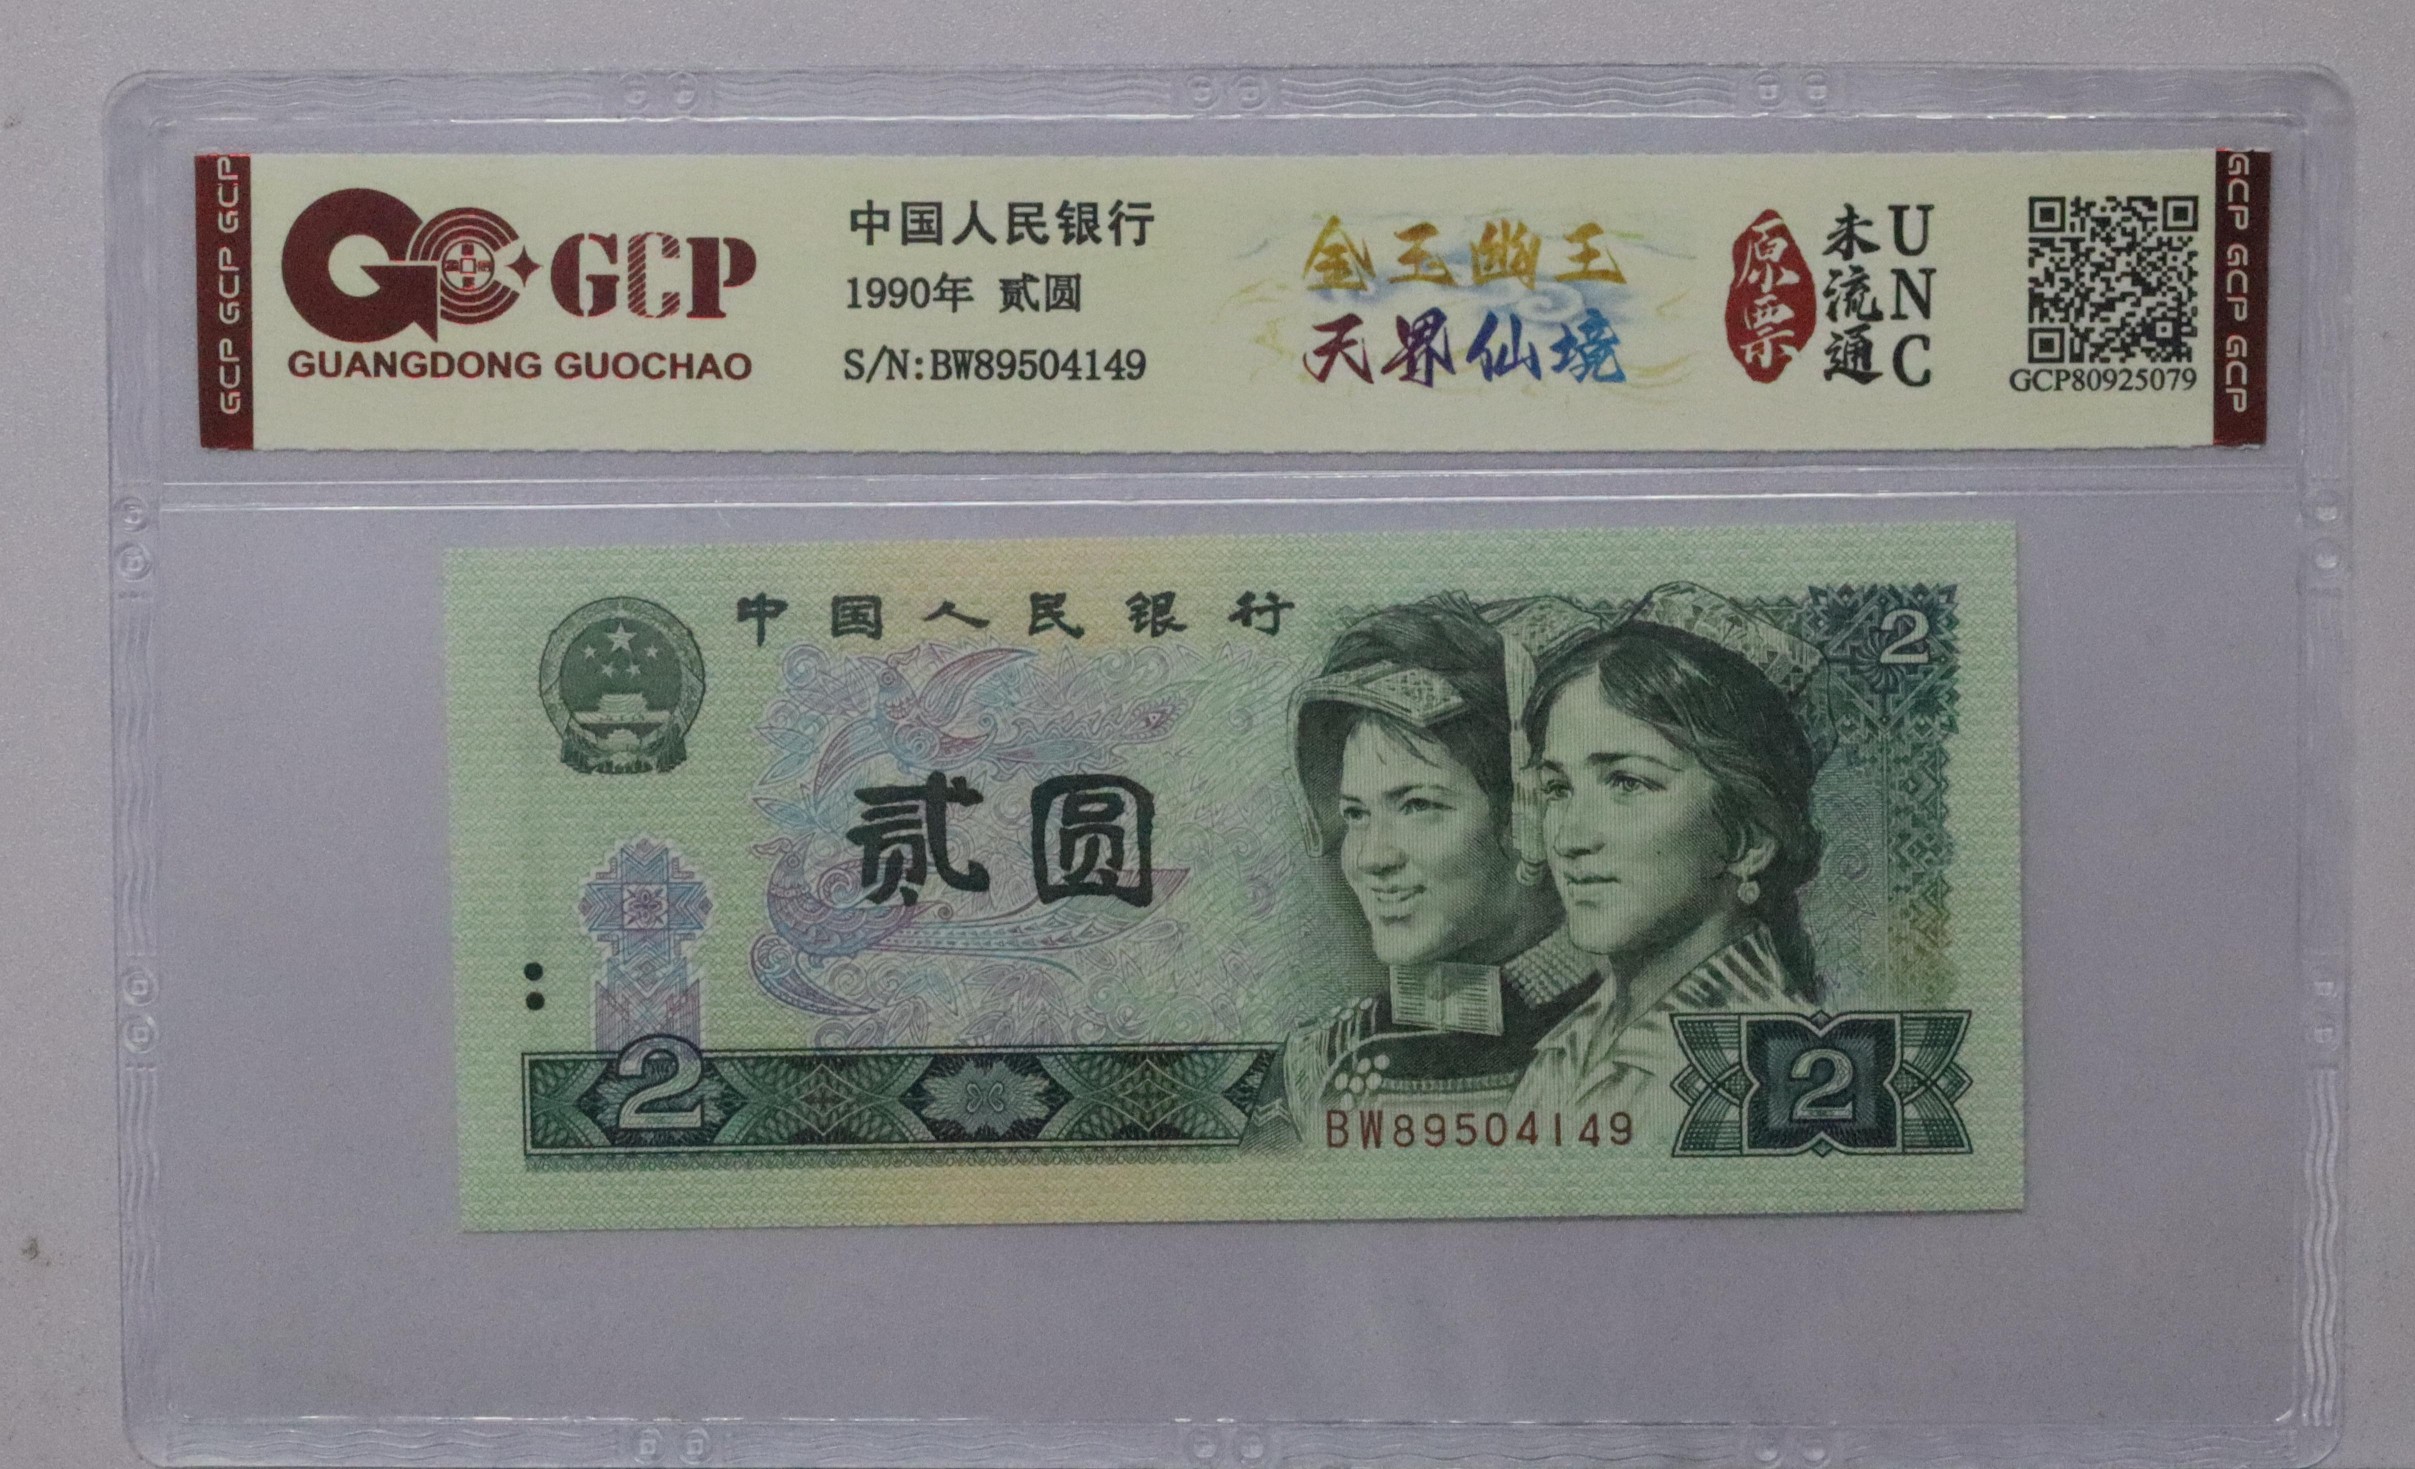 GCP GCP GCP
GCP
GUANGDONG GUOCHAO
中国人民银行
1990年 贰圆
S/N:BW89504149
金玉幽王
天界仙境
原票
未流通
UNC
GCP80925079
GCP GCP GCP
中国人民银行
2
贰圆
2
BW89504149
2